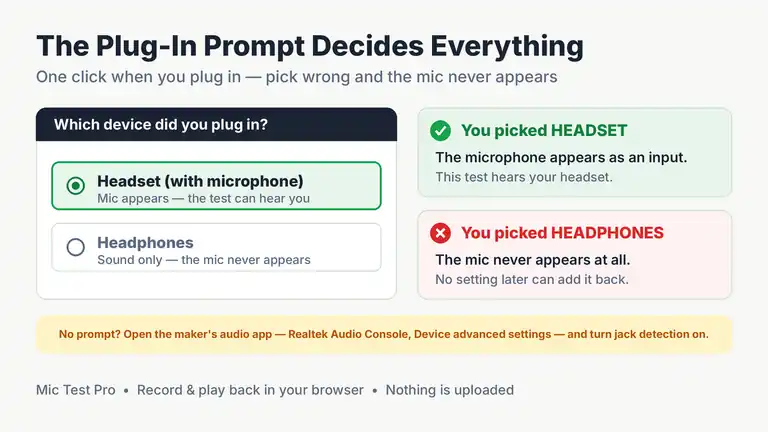 The Plug-In Prompt Decides Everything
One click when you plug in — pick wrong and the mic never appears
Which device did you plug in?
Headset (with microphone)
Mic appears — the test can hear you
Headphones
Sound only — the mic never appears
You picked HEADSET
The microphone appears as an input.
This test hears your headset.
You picked HEADPHONES
The mic never appears at all.
No setting later can add it back.
No prompt? Open the maker's audio app — Realtek Audio Console, Device advanced settings — and turn jack detection on.
Mic Test Pro • Record & play back in your browser • Nothing is uploaded